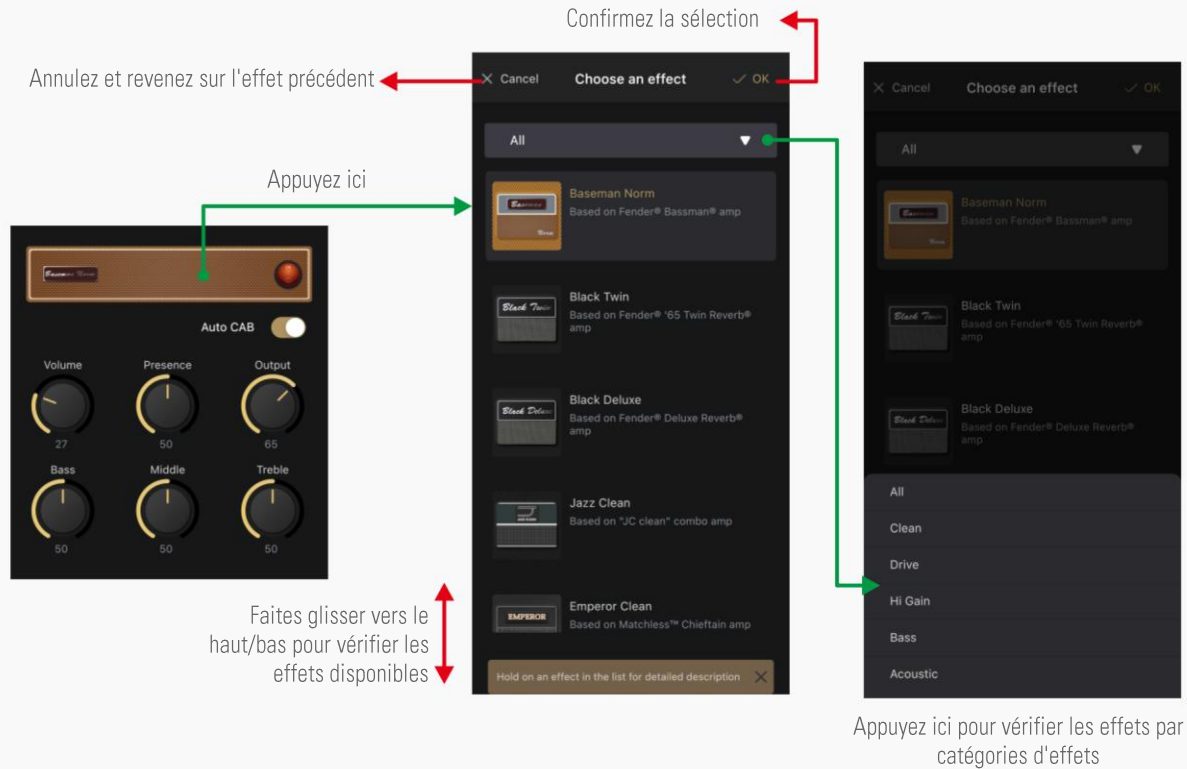 Confirmez la sélection
Annulez et revenez sur l'effet précédent
Cancel
Choose an effect
OK
All
Appuyez ici
Baseman Norm
Based on Fender® Bassman® amp
Black Twin
Based on Fender® '65 Twin Reverb®
amp
Black Deluxe
Based on Fender® Deluxe Reverb®
amp
Jazz Clean
Based on "JC clean" combo amp
EMPEROR
Emperor Clean
Based on Matchless™ Chieftain amp
Hold on an effect in the list for detailed description
Baseman Norm
Auto CAB
Volume
Presence
Output
27
50
65
Bass
Middle
Treble
50
50
50
Faites glisser vers le
haut/bas pour vérifier les
effets disponibles
Cancel
Choose an effect
OK
All
Baseman Norm
Based on Fender® Bassman® amp
Black Twin
Based on Fender® '65 Twin Reverb®
amp
Black Deluxe
Based on Fender® Deluxe Reverb®
amp
All
Clean
Drive
Hi Gain
Bass
Acoustic
Appuyez ici pour vérifier les effets par
catégories d'effets